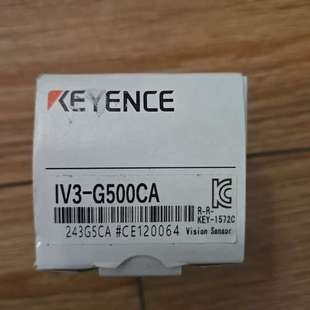 KEYENCE
IV3-G500CA
R-R-
KEY-1572C
243G5CA #CE120064 Vision Sensor